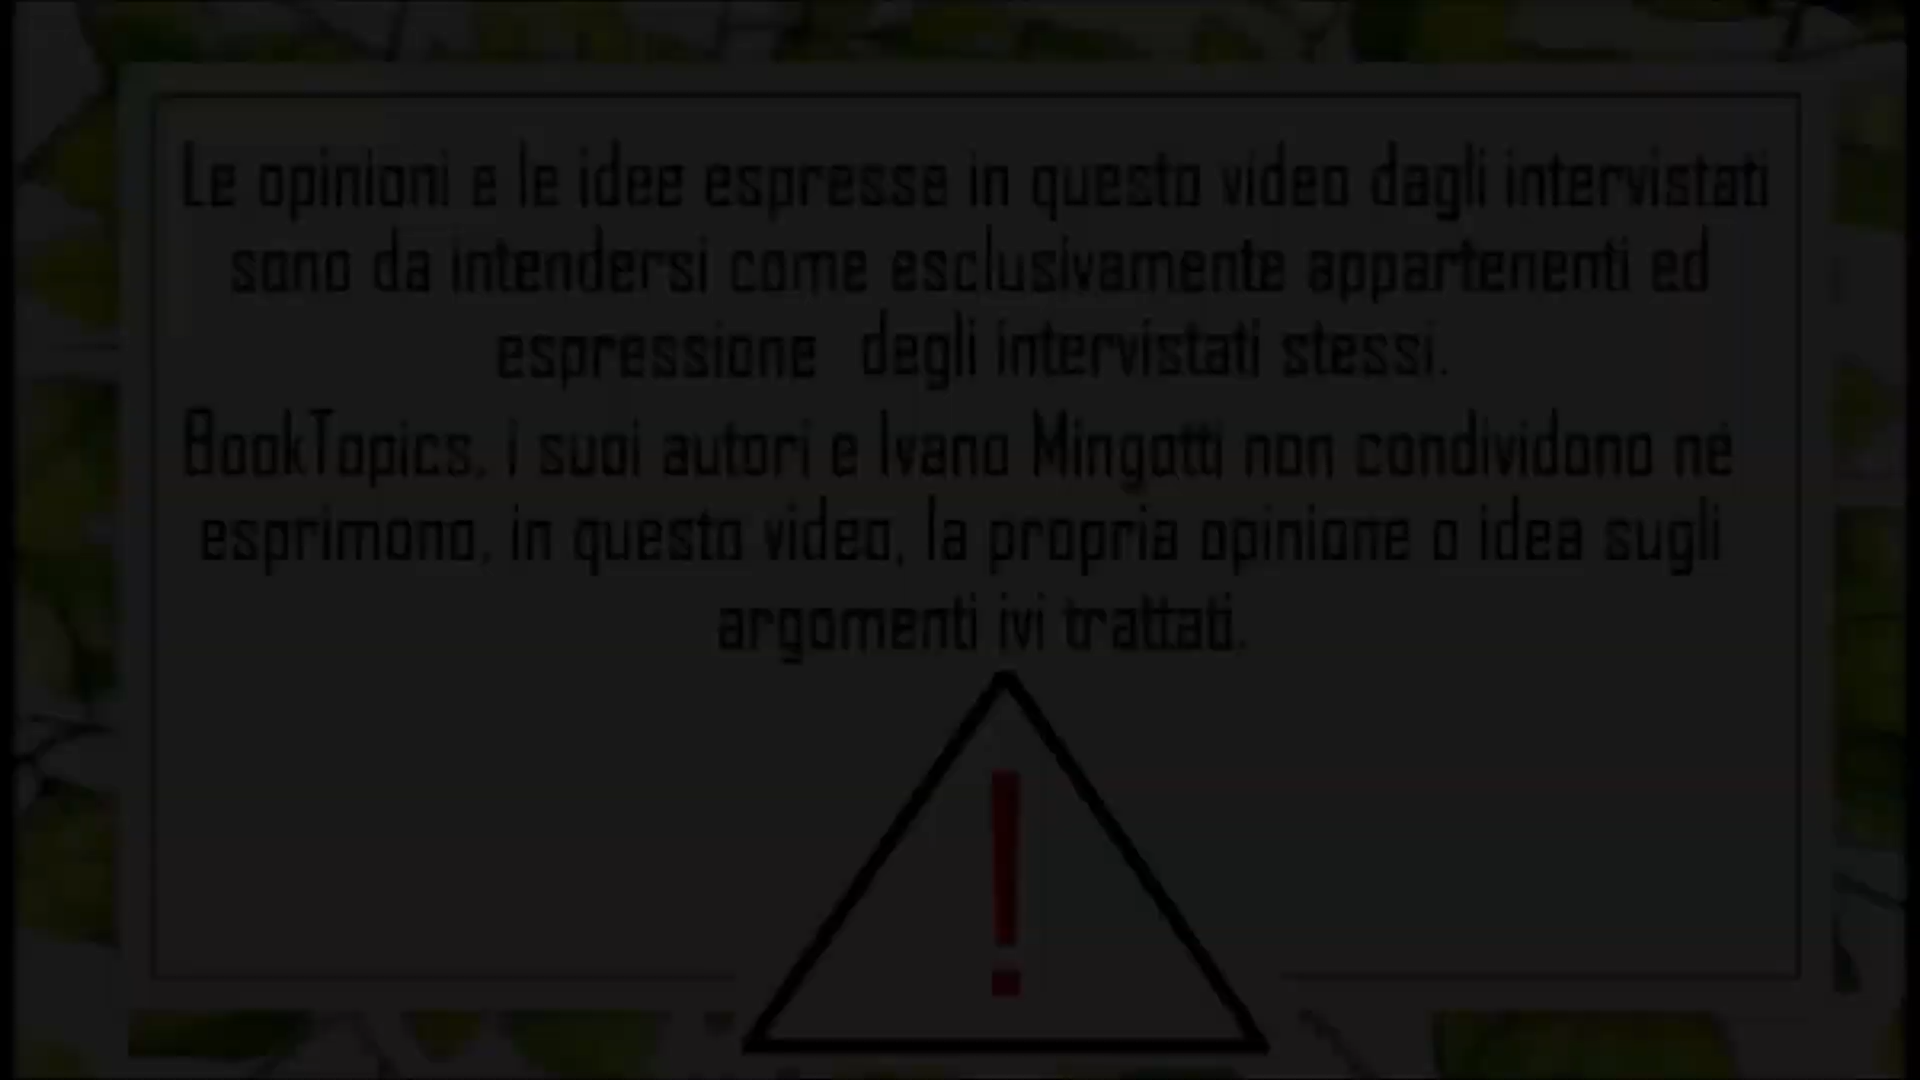 Le opinioni e le idee espresse in questo video dagli intervistati
sono da intendersi come esclusivamente appartenenti ed
espressione degli intervistati stessi.
BookTopics, i suoi autori e Ivano Mingotti non condividono né
esprimono, in questo video, la propria opinione o idea sugli
argomenti ivi trattati.
!